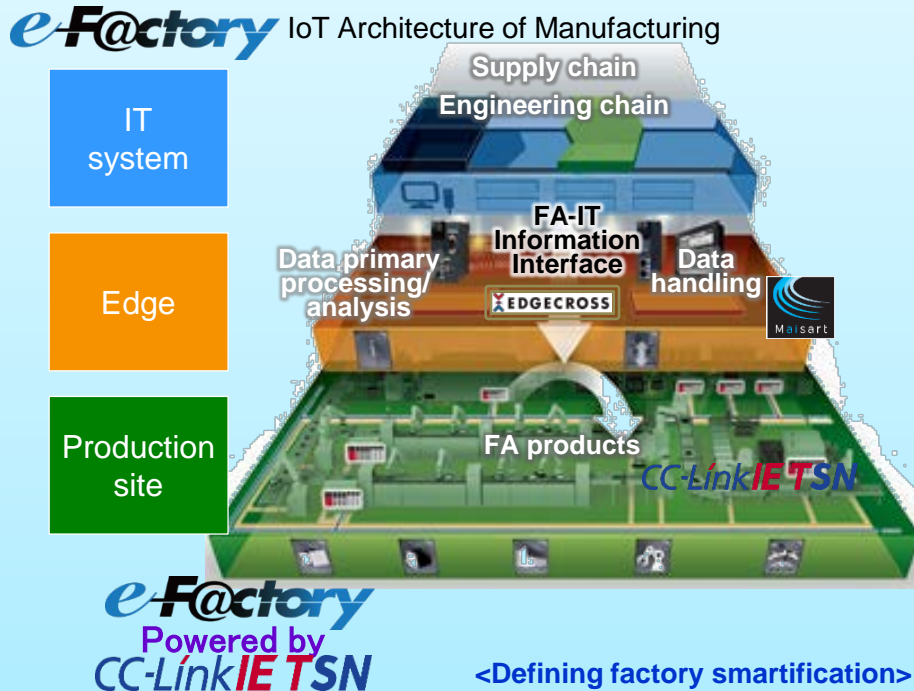 e-F@ctory IoT Architecture of Manufacturing
Supply chain
Engineering chain
IT
system
FA-IT
Information
Interface
Data primary
processing/
analysis
Data
handling
EDGECROSS
Edge
Maisart
Production
site
FA products
CC-Link IE TSN
e-F@ctory
Powered by
CC-Link IE TSN
<Defining factory smartification>